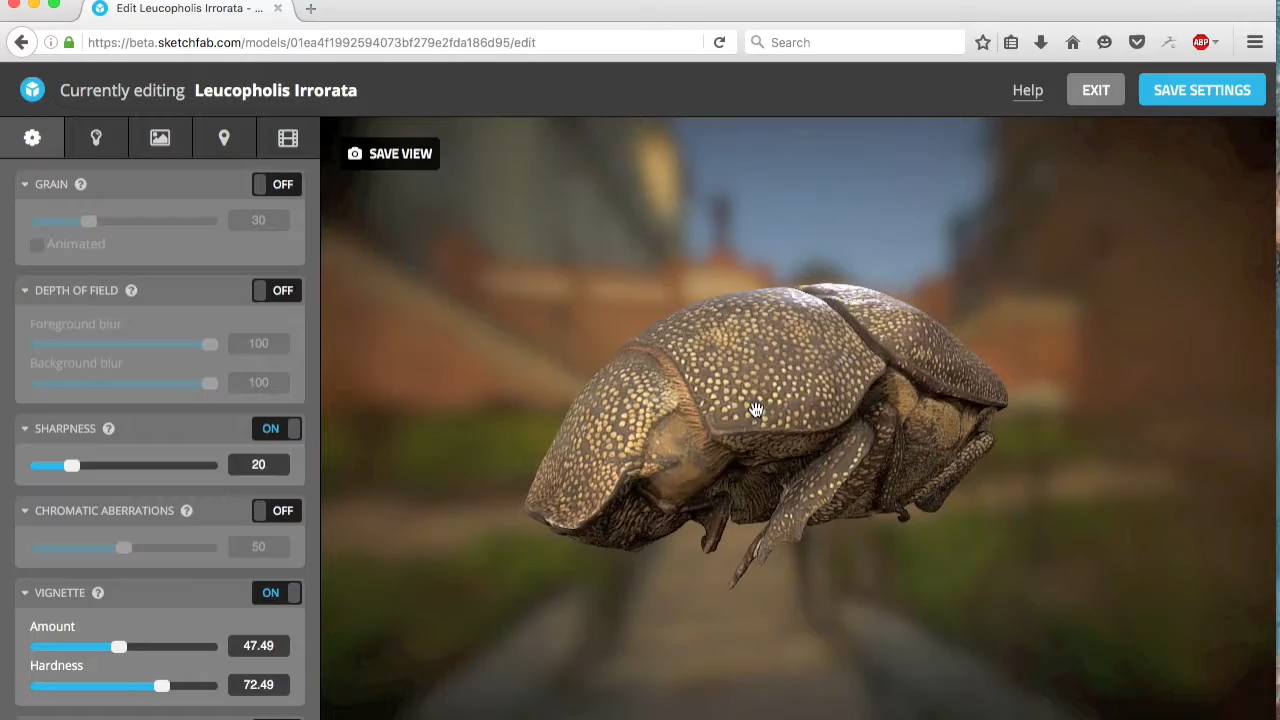 Edit Leucopholis Irrorata - ...
https://beta.sketchfab.com/models/01ea4f1992594073bf279e2fda186d95/edit
Search
ABP
Currently editing Leucopholis Irrorata
Help
EXIT
SAVE SETTINGS
SAVE VIEW
GRAIN ? OFF
30
Animated
DEPTH OF FIELD ? OFF
Foreground blur
100
Background blur
100
SHARPNESS ? ON
20
CHROMATIC ABERRATIONS ? OFF
50
VIGNETTE ? ON
Amount
47.49
Hardness
72.49